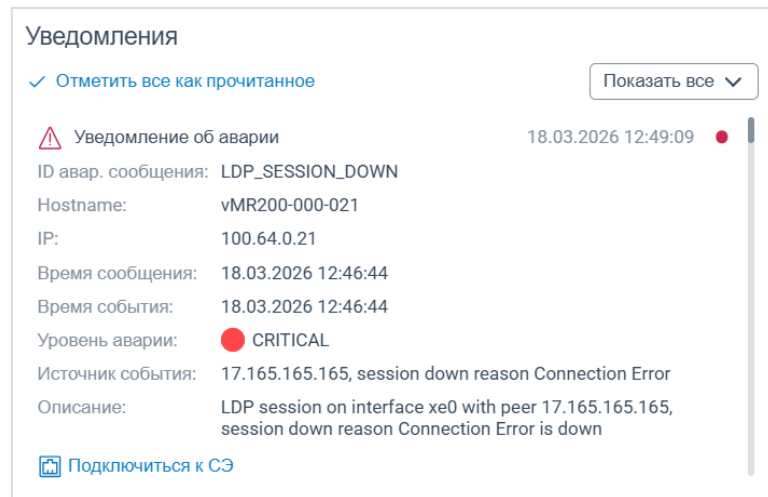 Уведомления
Отметить все как прочитанное
Показать все
Уведомление об аварии 18.03.2026 12:49:09
ID авар. сообщения: LDP_SESSION_DOWN
Hostname: vMR200-000-021
IP: 100.64.0.21
Время сообщения: 18.03.2026 12:46:44
Время события: 18.03.2026 12:46:44
Уровень аварии: CRITICAL
Источник события: 17.165.165.165, session down reason Connection Error
Описание: LDP session on interface xe0 with peer 17.165.165.165,
session down reason Connection Error is down
Подключиться к СЭ